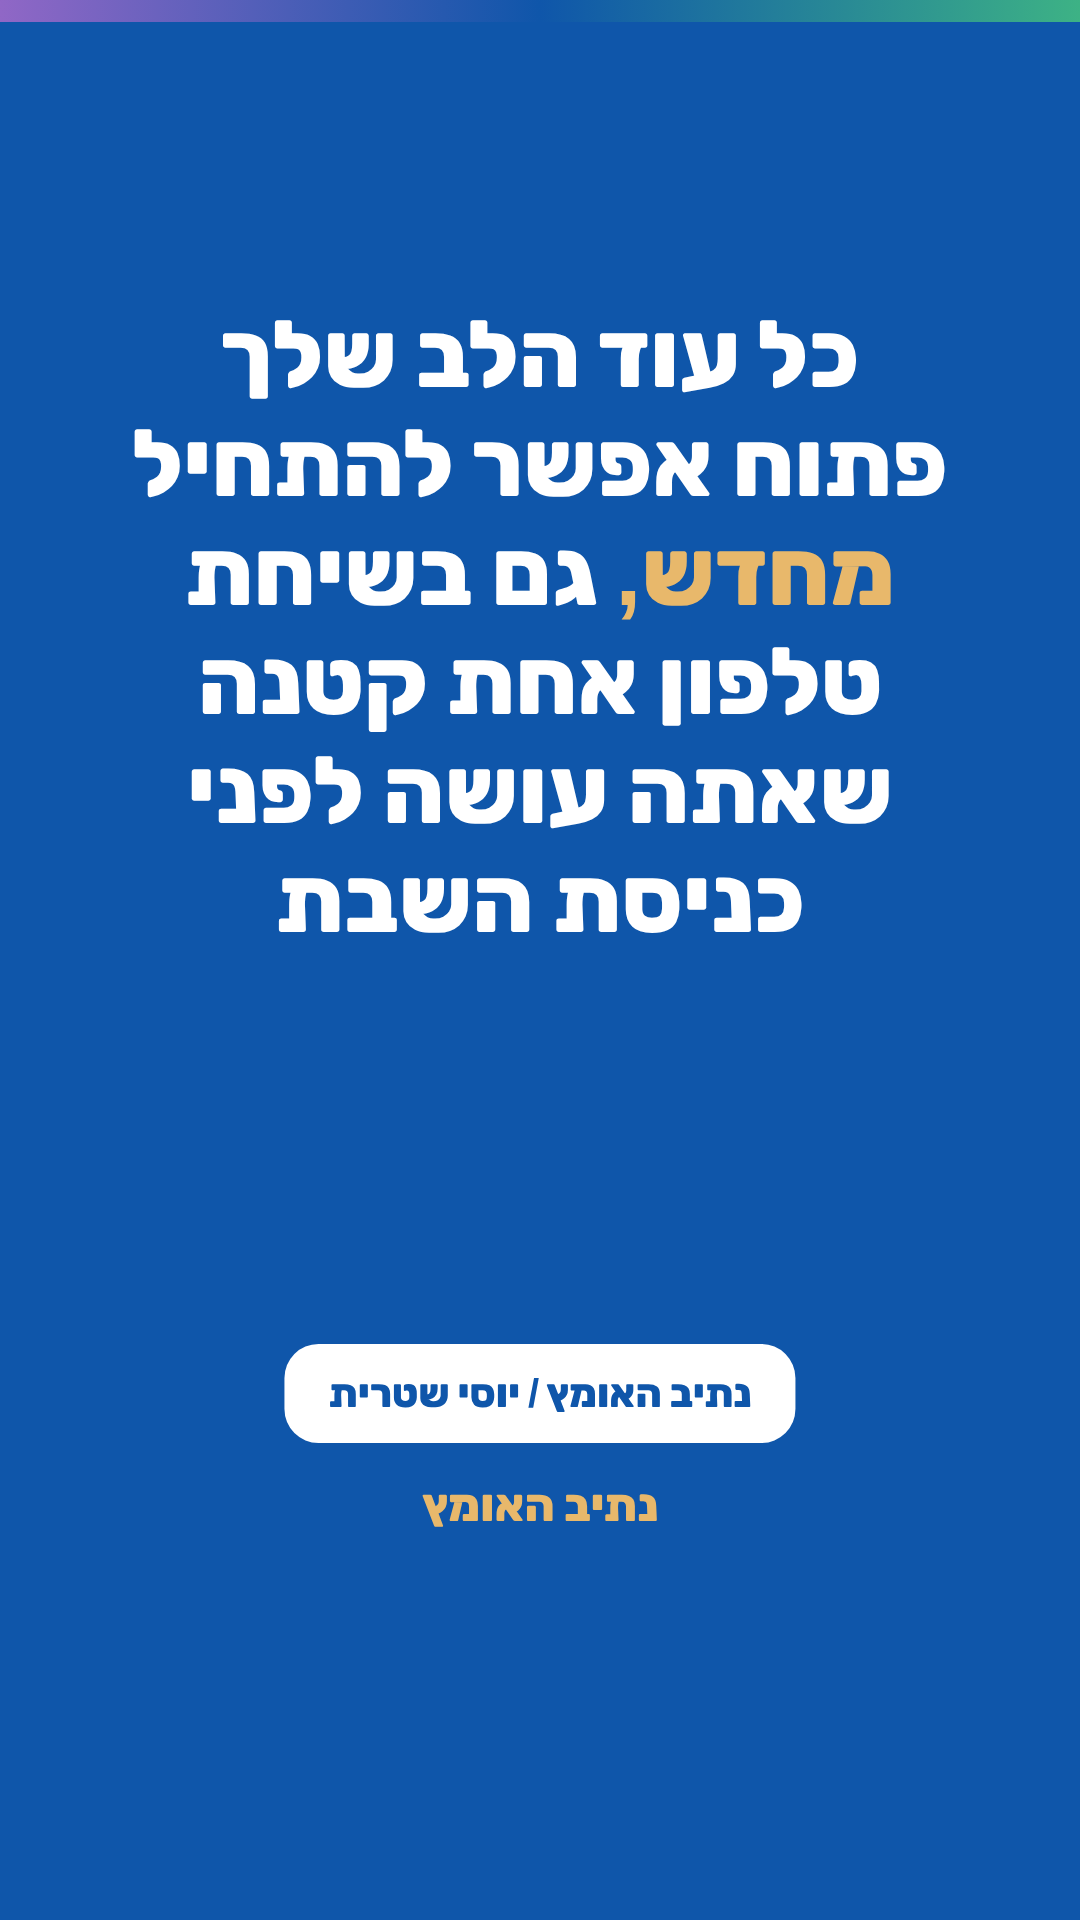 כל עוד הלב שלך
פתוח אפשר להתחיל
מחדש, גם בשיחת
טלפון אחת קטנה
שאתה עושה לפני
כניסת השבת
נתיב האומץ / יוסי שטרית
נתיב האומץ